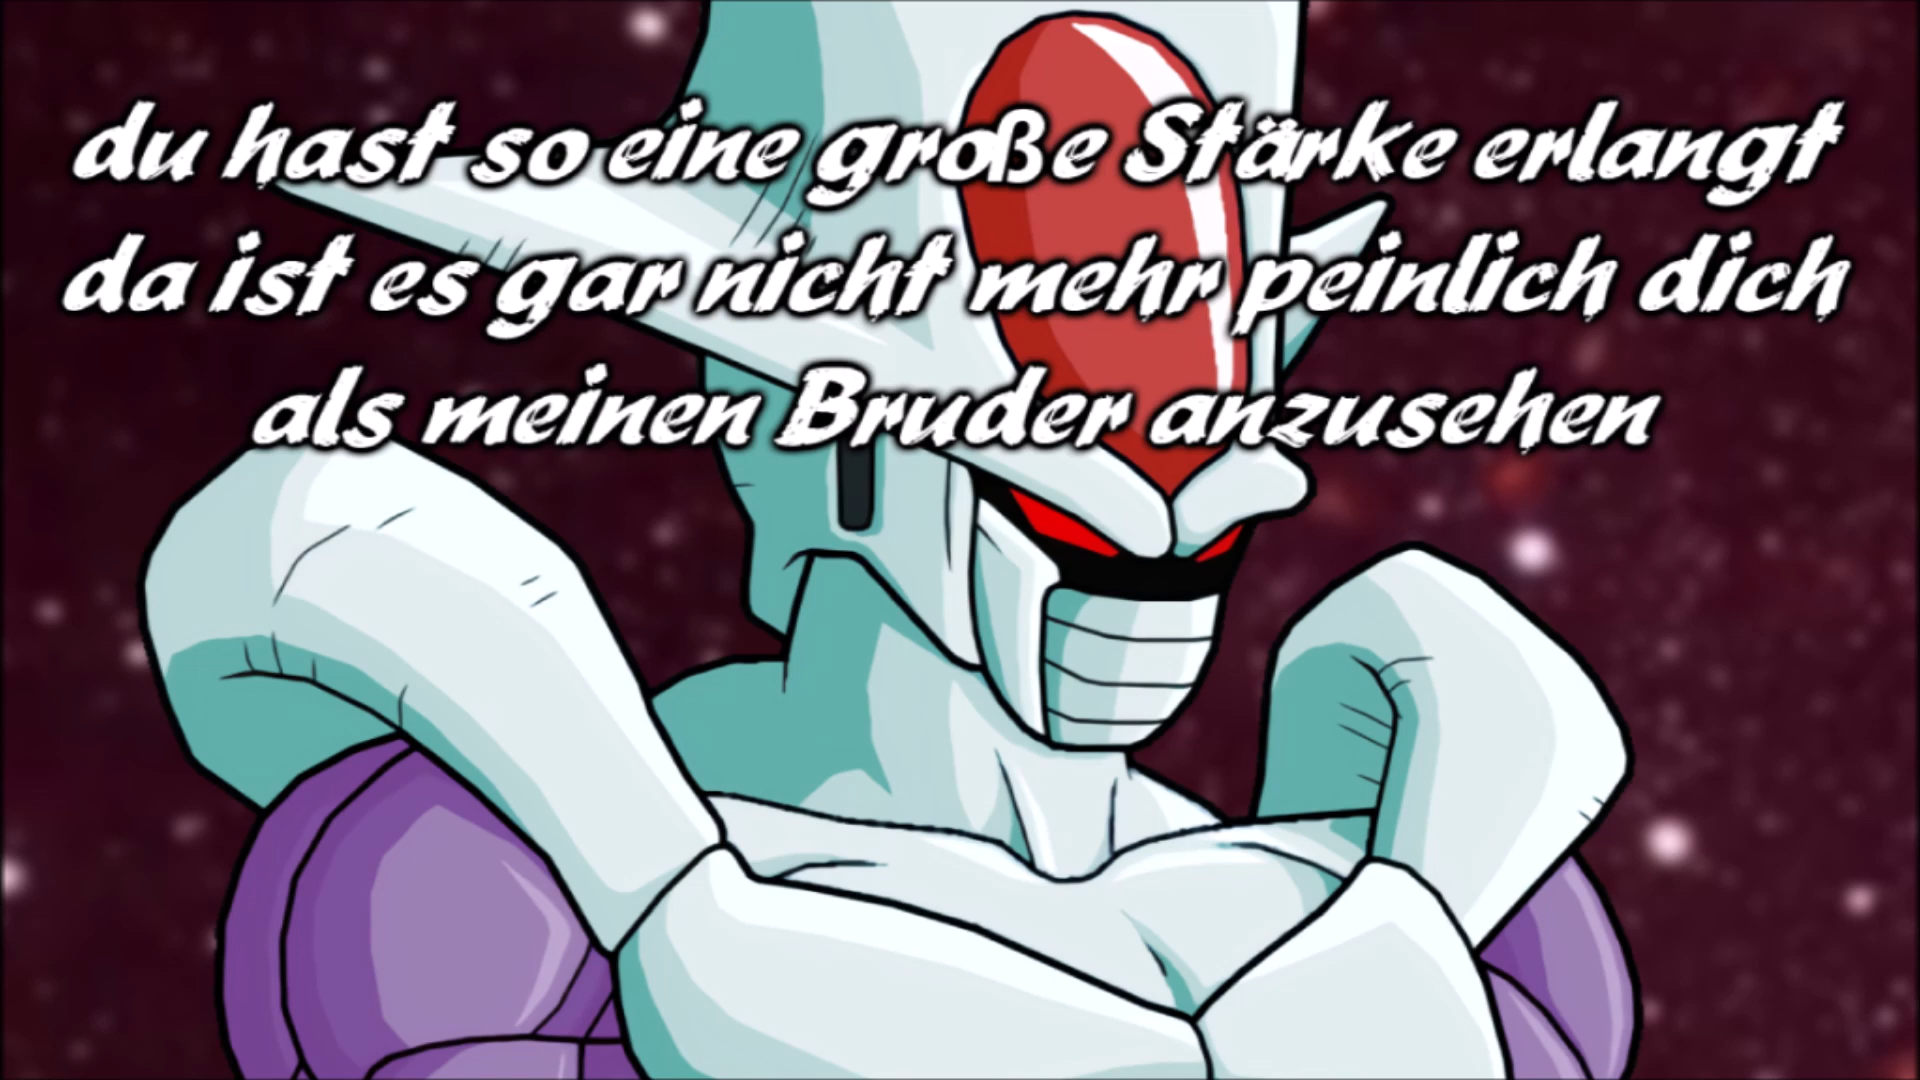 du hast so eine große Stärke erlangt
da ist es gar nicht mehr peinlich dich
als meinen Bruder anzusehen